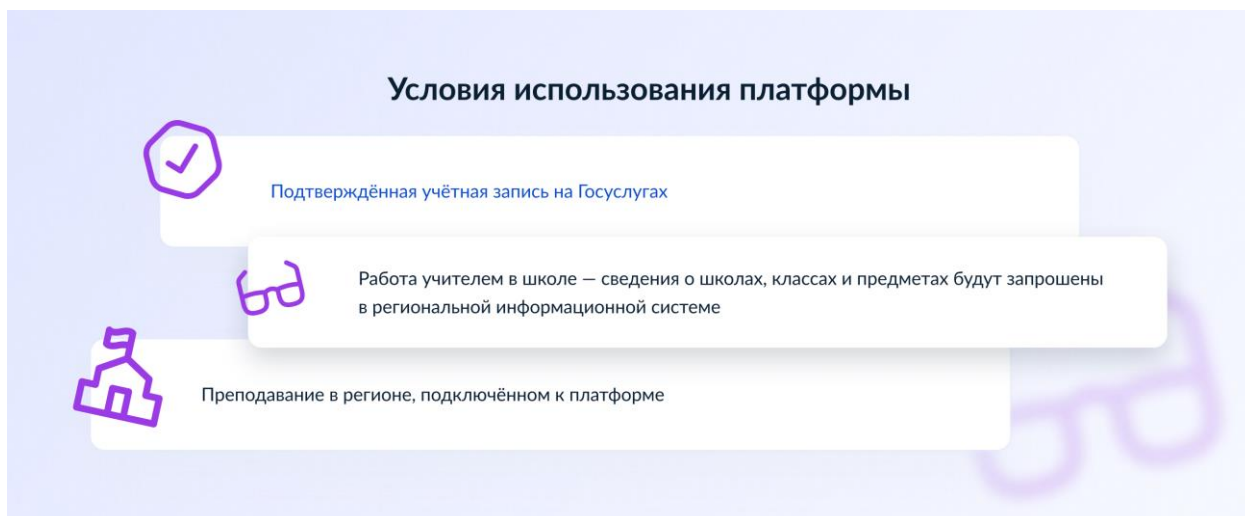 Условия использования платформы
Подтверждённая учётная запись на Госуслугах
Работа учителем в школе — сведения о школах, классах и предметах будут запрошены
в региональной информационной системе
Преподавание в регионе, подключённом к платформе